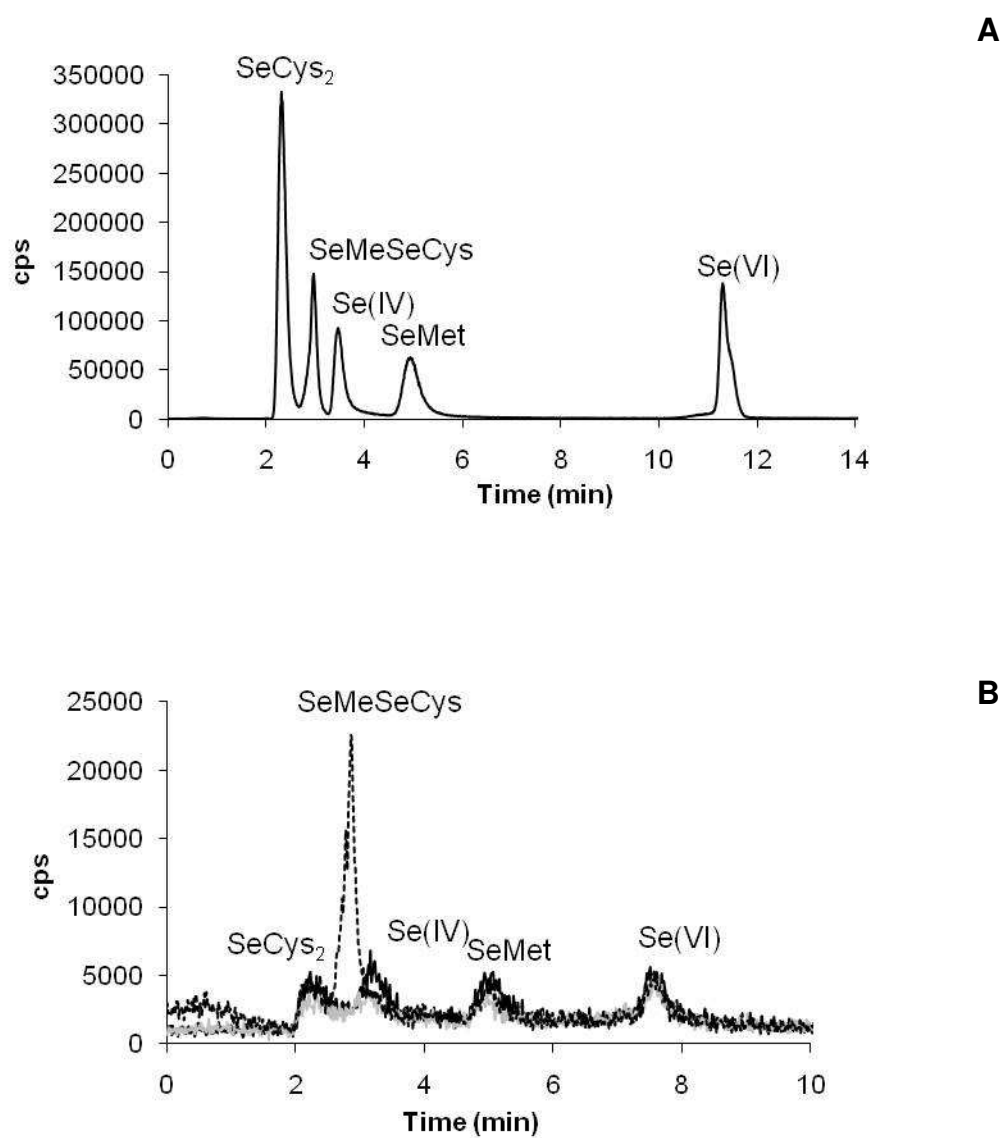 A
SeCys₂
350000
300000
250000
200000
150000
100000
50000
0
cps
SeMeSeCys
Se(IV)
SeMet
Se(VI)
0 2 4 6 8 10 12 14
Time (min)
B
SeMeSeCys
25000
20000
15000
10000
5000
0
cps
SeCys₂
Se(IV)
SeMet
Se(VI)
0 2 4 6 8 10
Time (min)